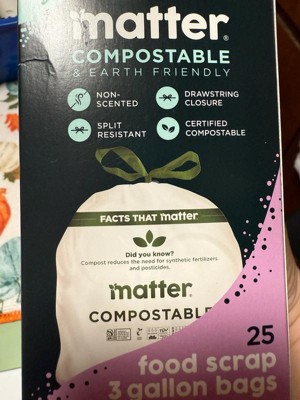 matter®
COMPOSTABLE
& EARTH FRIENDLY
NON-
SCENTED
DRAWSTRING
CLOSURE
SPLIT
RESISTANT
CERTIFIED
COMPOSTABLE
FACTS THAT matter
Did you know?
Compost reduces the need for synthetic fertilizers
and pesticides.
matter®
COMPOSTABLE
25
food scrap
3 gallon bags